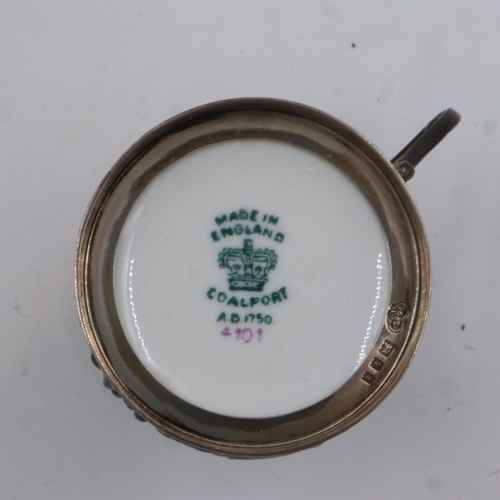 MADE IN
ENGLAND
COALPORT
A.D. 1750.
4101